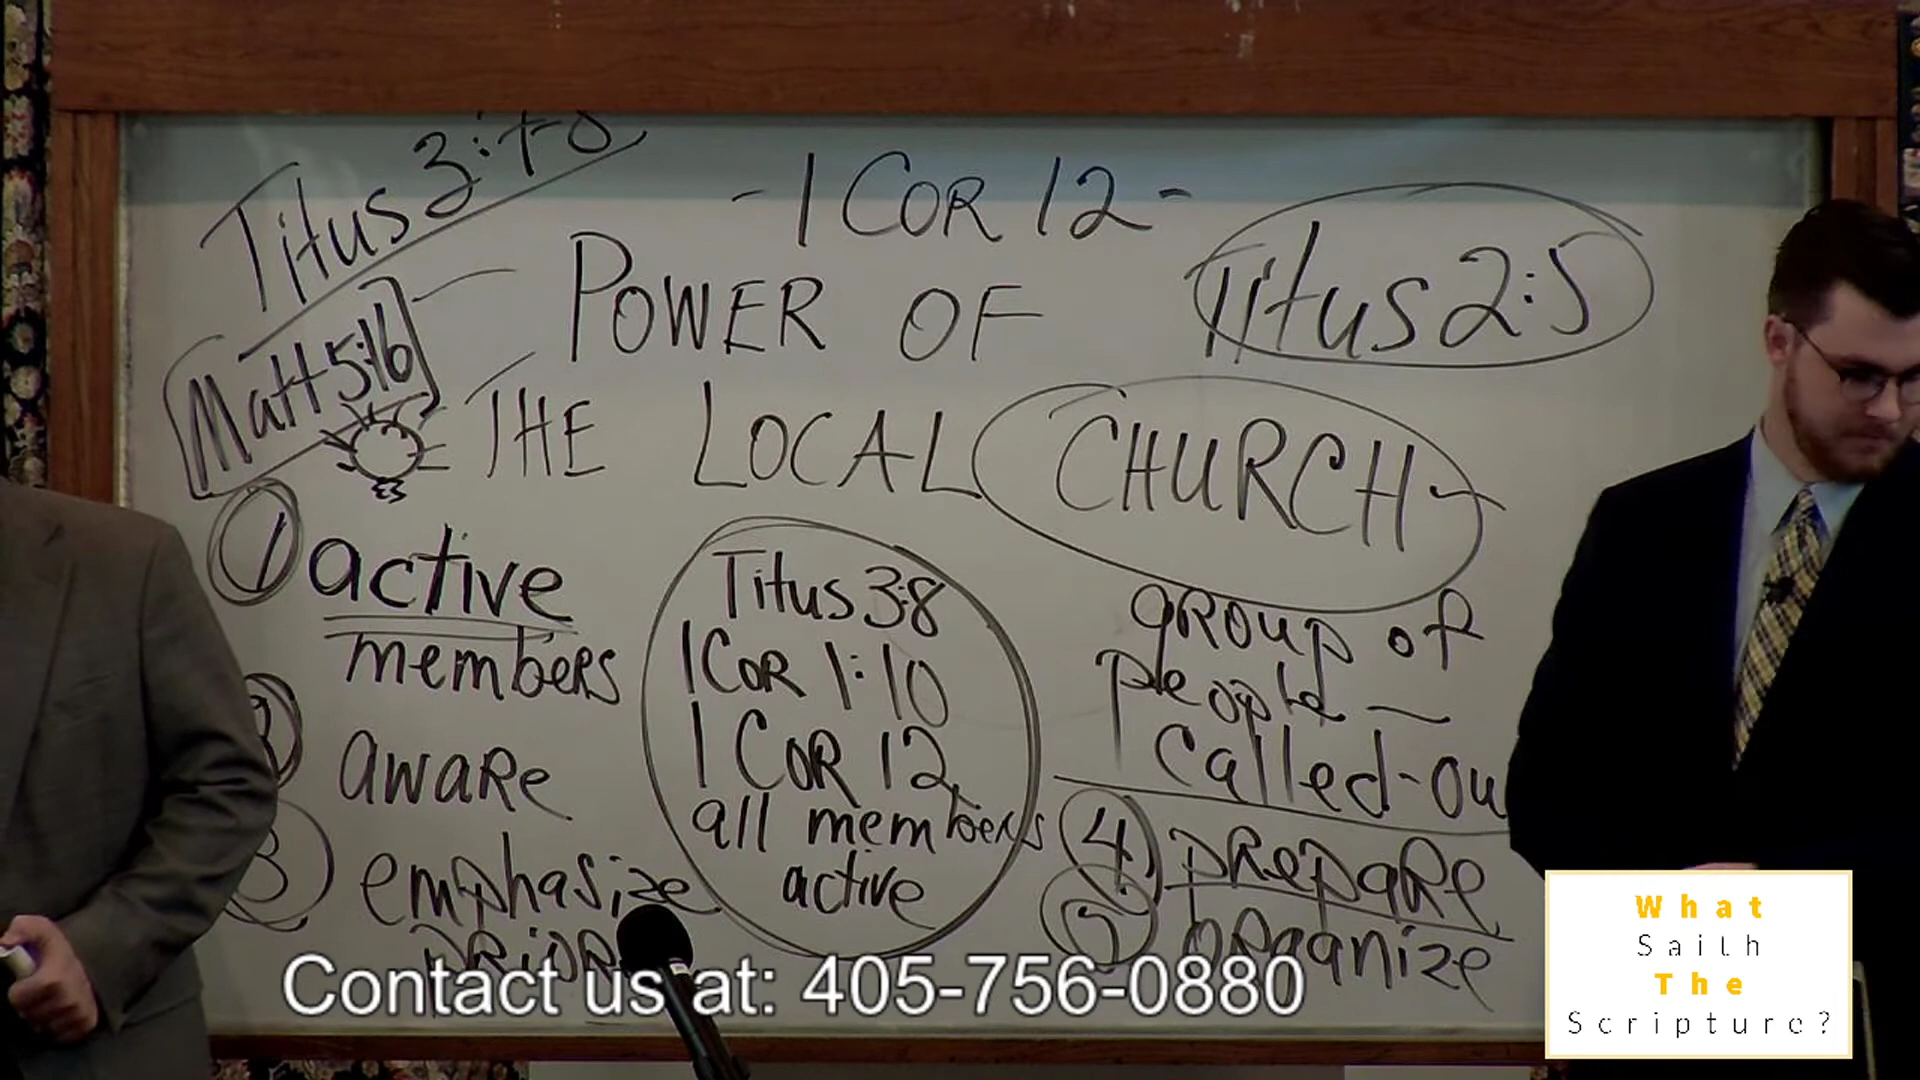 Titus 3:
- 1 COR 12 -
Titus 2:5
Matt 5:16
POWER OF
THE LOCAL CHURCH
1 active
members
2 aware
3 emphasize
Titus 3:8
1 COR 1:10
1 COR 12
all members
active
group of
people -
called-ou
4 prepare
organize
Contact us at: 405-756-0880
What
Saith
The
Scripture?